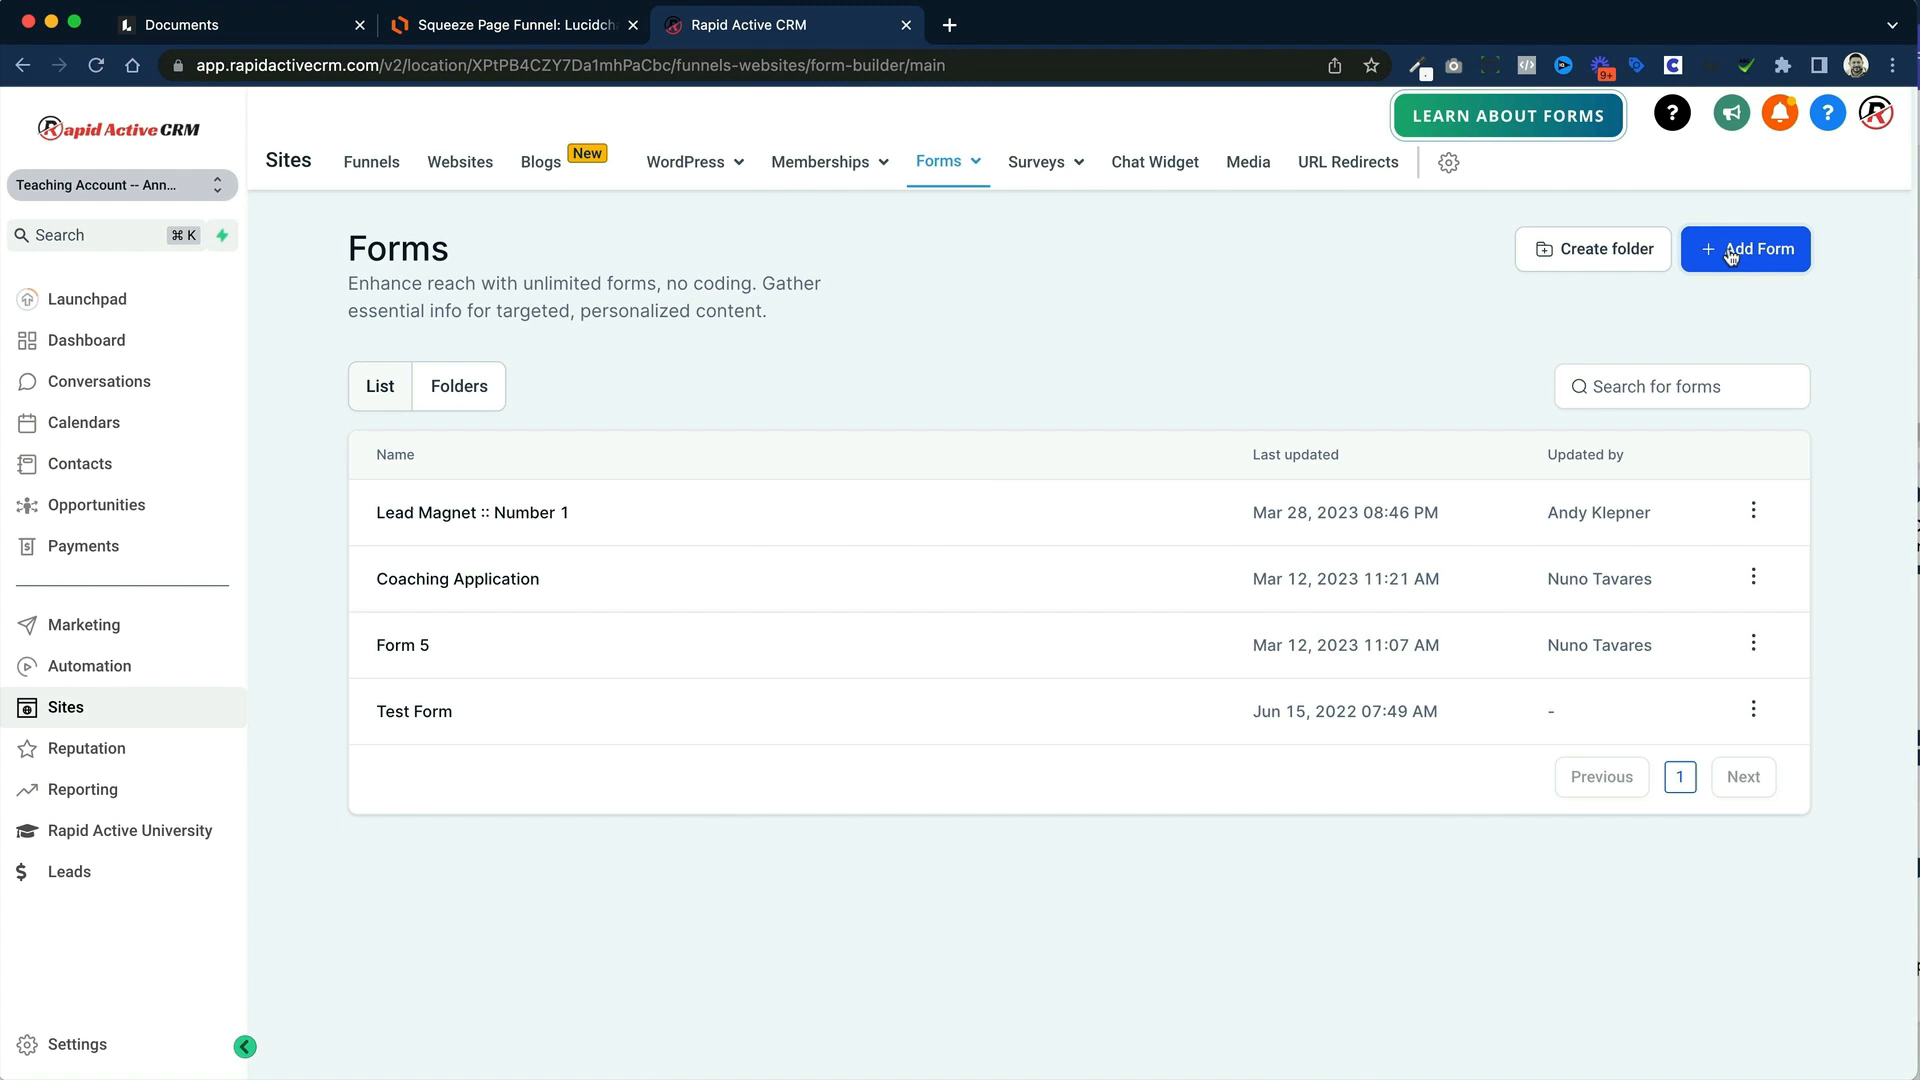 Documents
Squeeze Page Funnel: Lucidch
Rapid Active CRM
app.rapidactivecrm.com/v2/location/XPtPB4CZY7Da1mhPaCbc/funnels-websites/form-builder/main
9+
Rapid Active CRM
LEARN ABOUT FORMS
?
?
R
Teaching Account -- Ann...
Sites
Funnels
Websites
Blogs
New
WordPress
Memberships
Forms
Surveys
Chat Widget
Media
URL Redirects
Search
⌘ K
Launchpad
Dashboard
Conversations
Calendars
Contacts
Opportunities
Payments
Marketing
Automation
Sites
Reputation
Reporting
Rapid Active University
Leads
Settings
Forms
Enhance reach with unlimited forms, no coding. Gather
essential info for targeted, personalized content.
Create folder
+ Add Form
List
Folders
Search for forms
Name Last updated Updated by
Lead Magnet :: Number 1 Mar 28, 2023 08:46 PM Andy Klepner
Coaching Application Mar 12, 2023 11:21 AM Nuno Tavares
Form 5 Mar 12, 2023 11:07 AM Nuno Tavares
Test Form Jun 15, 2022 07:49 AM -
Previous 1 Next